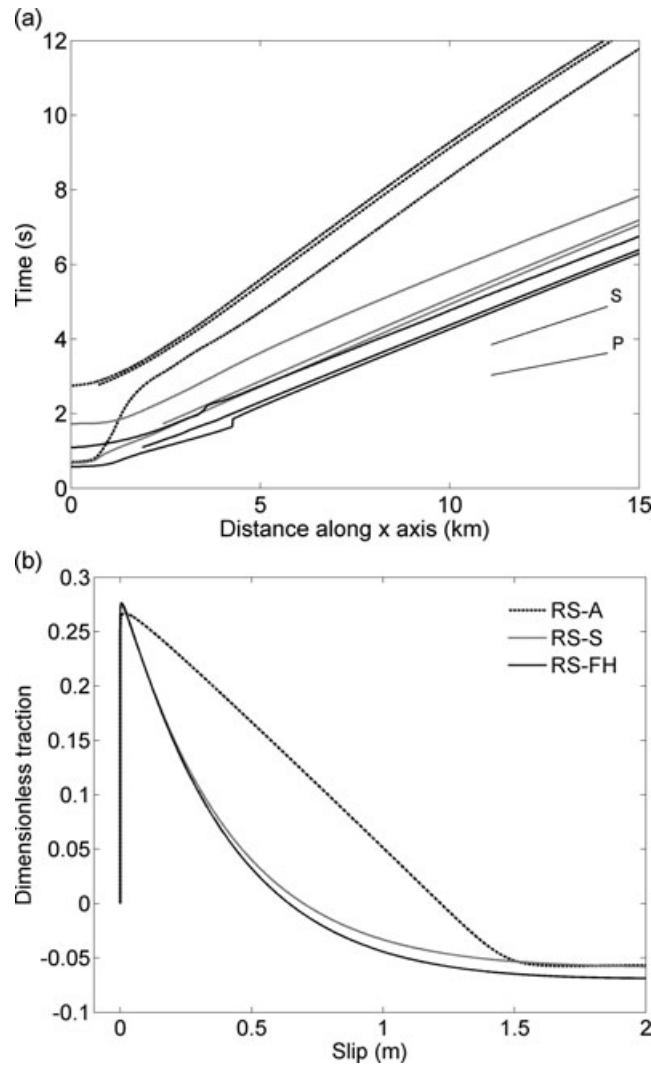 (a)
12
10
8
6
4
2
0
Time (s)
S
P
0 5 10 15
Distance along x axis (km)
(b)
0.3
0.25
0.2
0.15
0.1
0.05
0
-0.05
-0.1
Dimensionless traction
RS-A
RS-S
RS-FH
0 0.5 1 1.5 2
Slip (m)